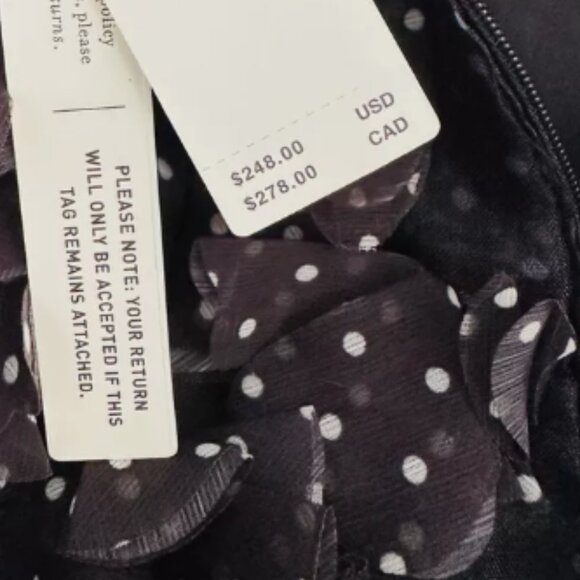 policy
, please
turns.
PLEASE NOTE: YOUR RETURN
WILL ONLY BE ACCEPTED IF THIS
TAG REMAINS ATTACHED.
$248.00 USD
$278.00 CAD